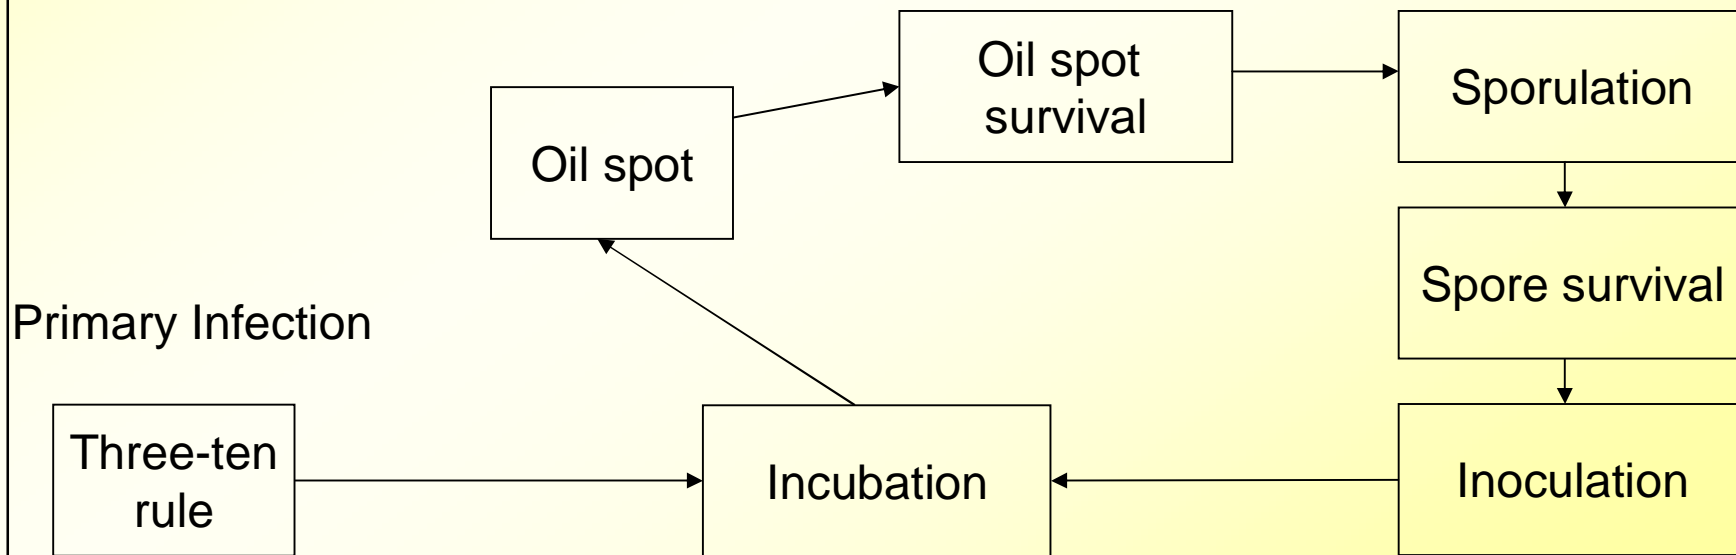 Oil spot
survival
Sporulation
Oil spot
Spore survival
Primary Infection
Three-ten
rule
Incubation
Inoculation